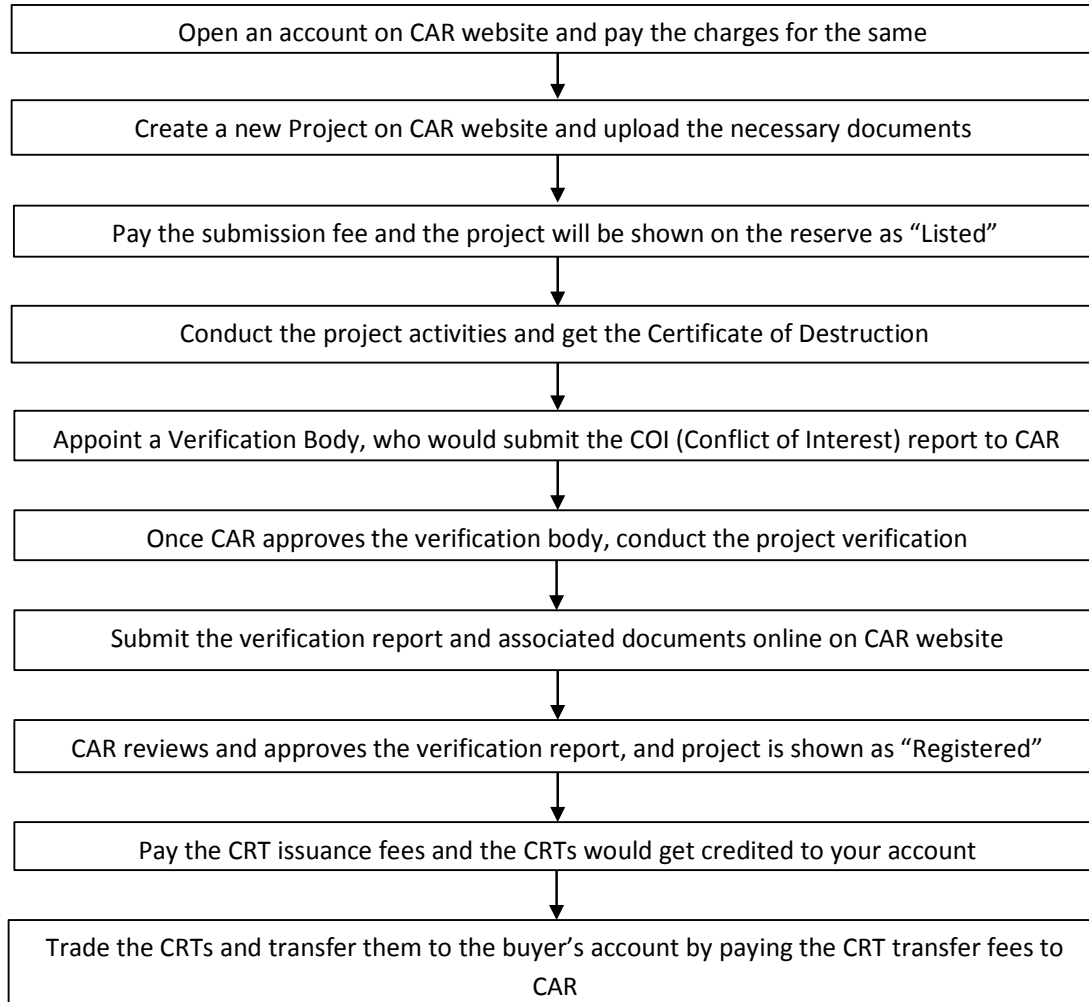 Open an account on CAR website and pay the charges for the same
Create a new Project on CAR website and upload the necessary documents
Pay the submission fee and the project will be shown on the reserve as “Listed”
Conduct the project activities and get the Certificate of Destruction
Appoint a Verification Body, who would submit the COI (Conflict of Interest) report to CAR
Once CAR approves the verification body, conduct the project verification
Submit the verification report and associated documents online on CAR website
CAR reviews and approves the verification report, and project is shown as “Registered”
Pay the CRT issuance fees and the CRTs would get credited to your account
Trade the CRTs and transfer them to the buyer’s account by paying the CRT transfer fees to
CAR